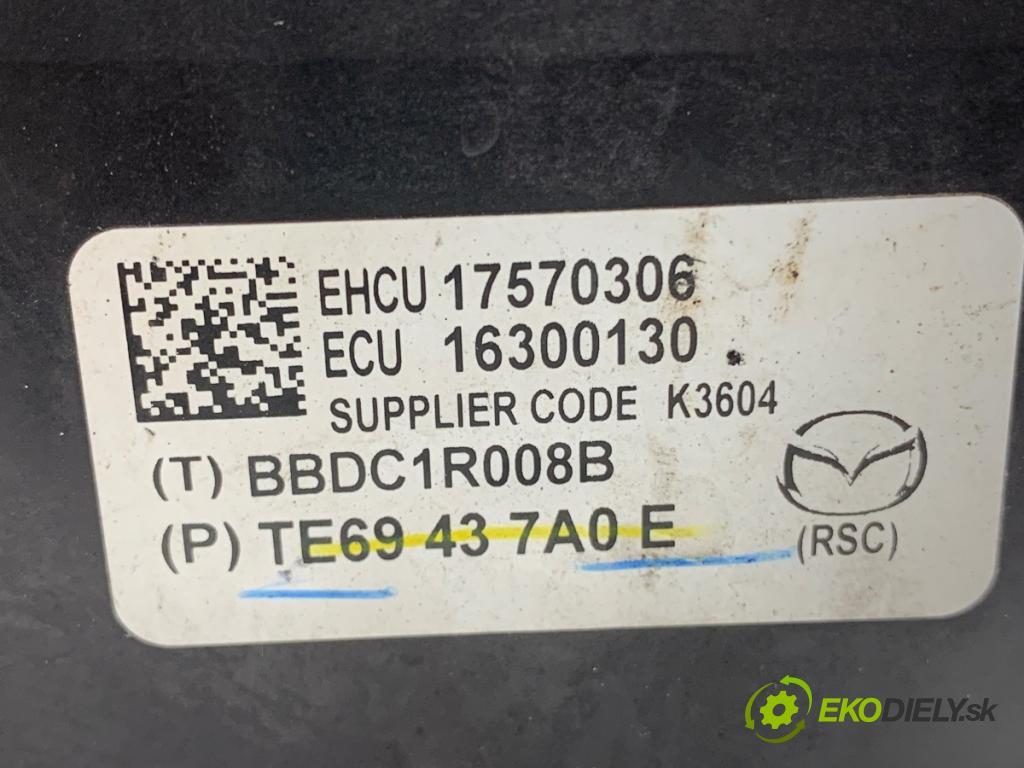 EHCU 17570306
ECU 16300130
SUPPLIER CODE K3604
(T) BBDC1R008B
(P) TE69 43 7A0 E
(RSC)
EKODIELY.sk